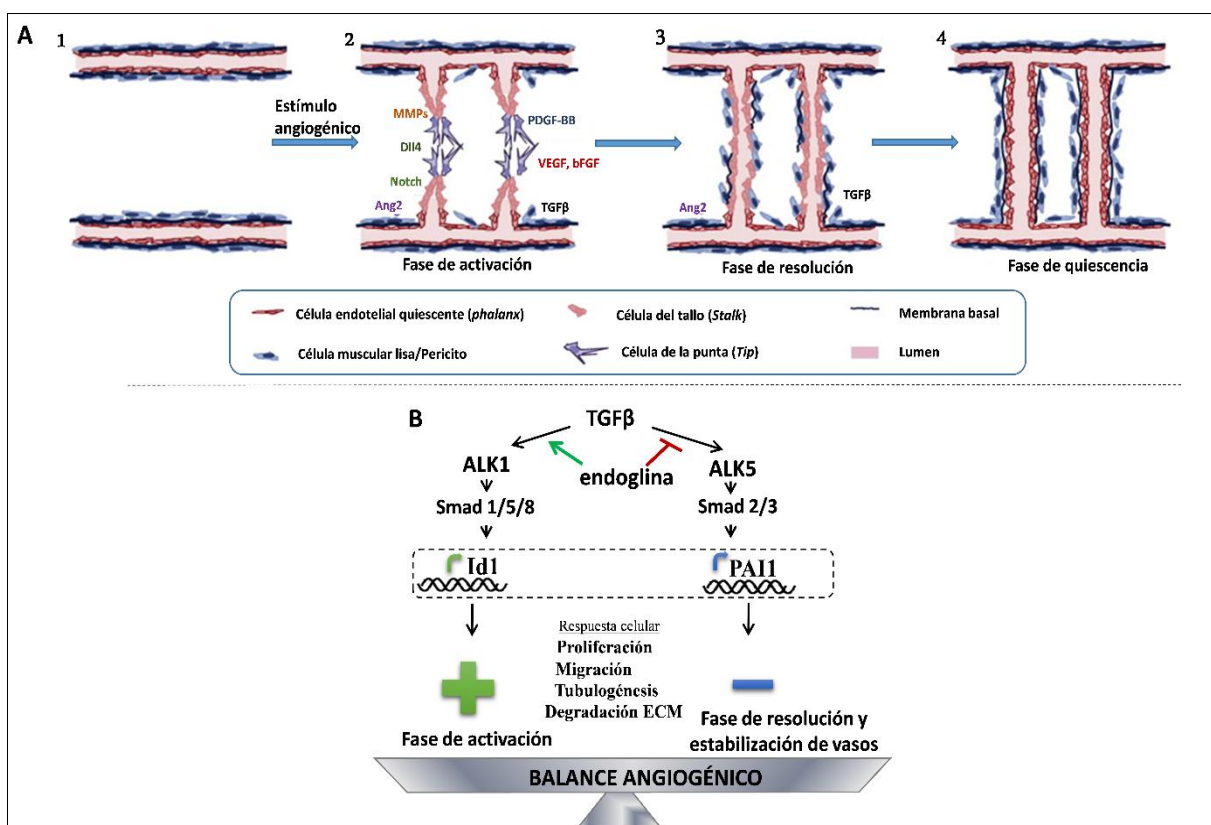 A
1
2
3
4
Estímulo
angiogénico
MMPs
Dll4
Notch
Ang2
PDGF-BB
VEGF, bFGF
TGFβ
Ang2
TGFβ
Fase de activación
Fase de resolución
Fase de quiescencia
Célula endotelial quiescente (phalanx)
Célula del tallo (Stalk)
Membrana basal
Célula muscular lisa/Pericito
Célula de la punta (Tip)
Lumen
B
TGFβ
ALK1
endoglina
ALK5
Smad 1/5/8
Smad 2/3
Id1
PAI1
Respuesta celular
Proliferación
Migración
Tubulogénesis
Degradación ECM
Fase de activación
Fase de resolución y
estabilización de vasos
BALANCE ANGIOGÉNICO